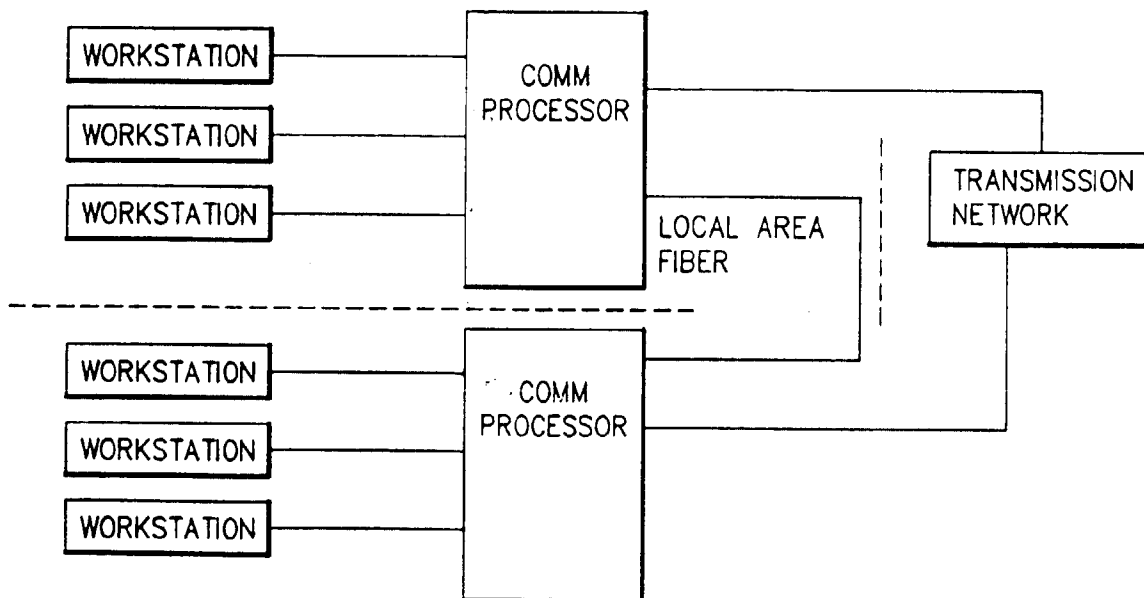 WORKSTATION
WORKSTATION
WORKSTATION
COMM
PROCESSOR
TRANSMISSION
NETWORK
LOCAL AREA
FIBER
WORKSTATION
WORKSTATION
WORKSTATION
COMM
PROCESSOR